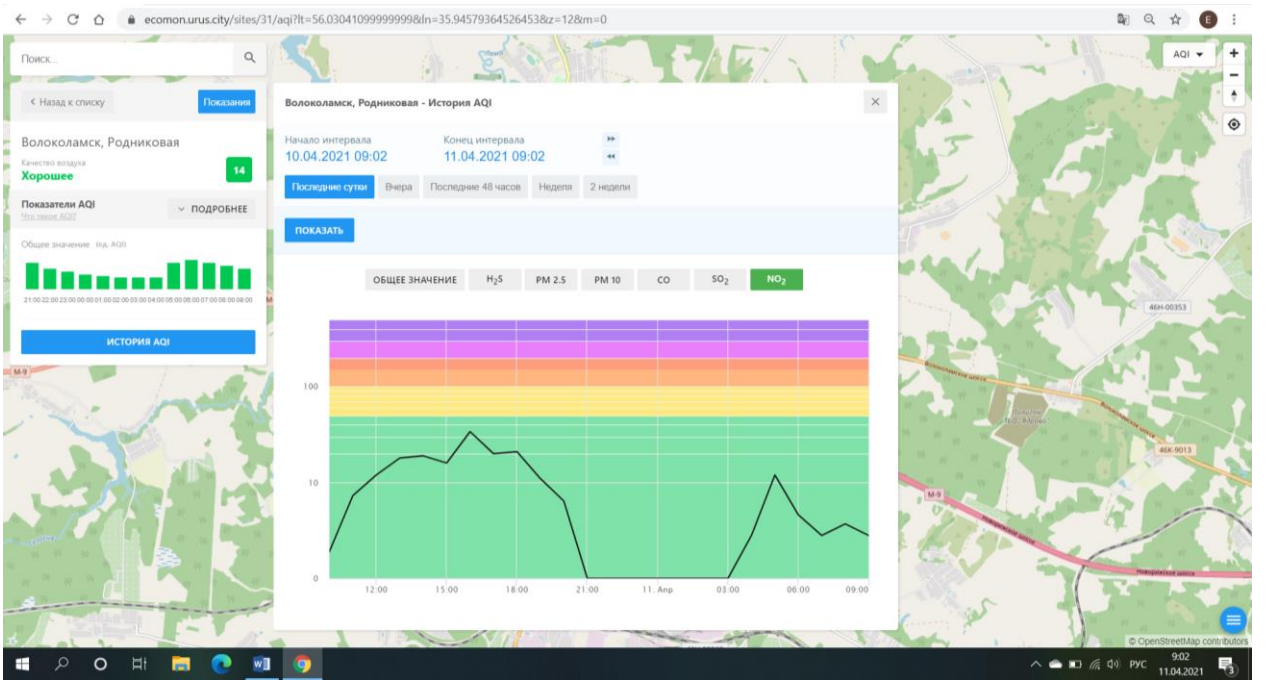 ecomon.urus.city/sites/31/aqi?lt=56.03041099999999&ln=35.94579364526453&z=12&m=0
E
Поиск...
AQI
+
−
< Назад к списку
Показания
Волоколамск, Родниковая
Качество воздуха
Хорошее
14
Показатели AQI
Что такое AQI?
ПОДРОБНЕЕ
Общее значение (ед. AQI)
21:00 22:00 23:00 00:00 01:00 02:00 03:00 04:00 05:00 06:00 07:00 08:00 09:00
ИСТОРИЯ AQI
Волоколамск, Родниковая - История AQI
×
Начало интервала
Конец интервала
10.04.2021 09:02
11.04.2021 09:02
Последние сутки
Вчера
Последние 48 часов
Неделя
2 недели
ПОКАЗАТЬ
ОБЩЕЕ ЗНАЧЕНИЕ
H₂S
PM 2.5
PM 10
CO
SO₂
NO₂
100
10
0
12:00 15:00 18:00 21:00 11. Апр 03:00 06:00 09:00
46Н-00353
Волоколамское шоссе
46К-9013
М-9
М-9
Новорижское шоссе
Новорижское шоссе
© OpenStreetMap contributors
РУС
9:02
11.04.2021
3